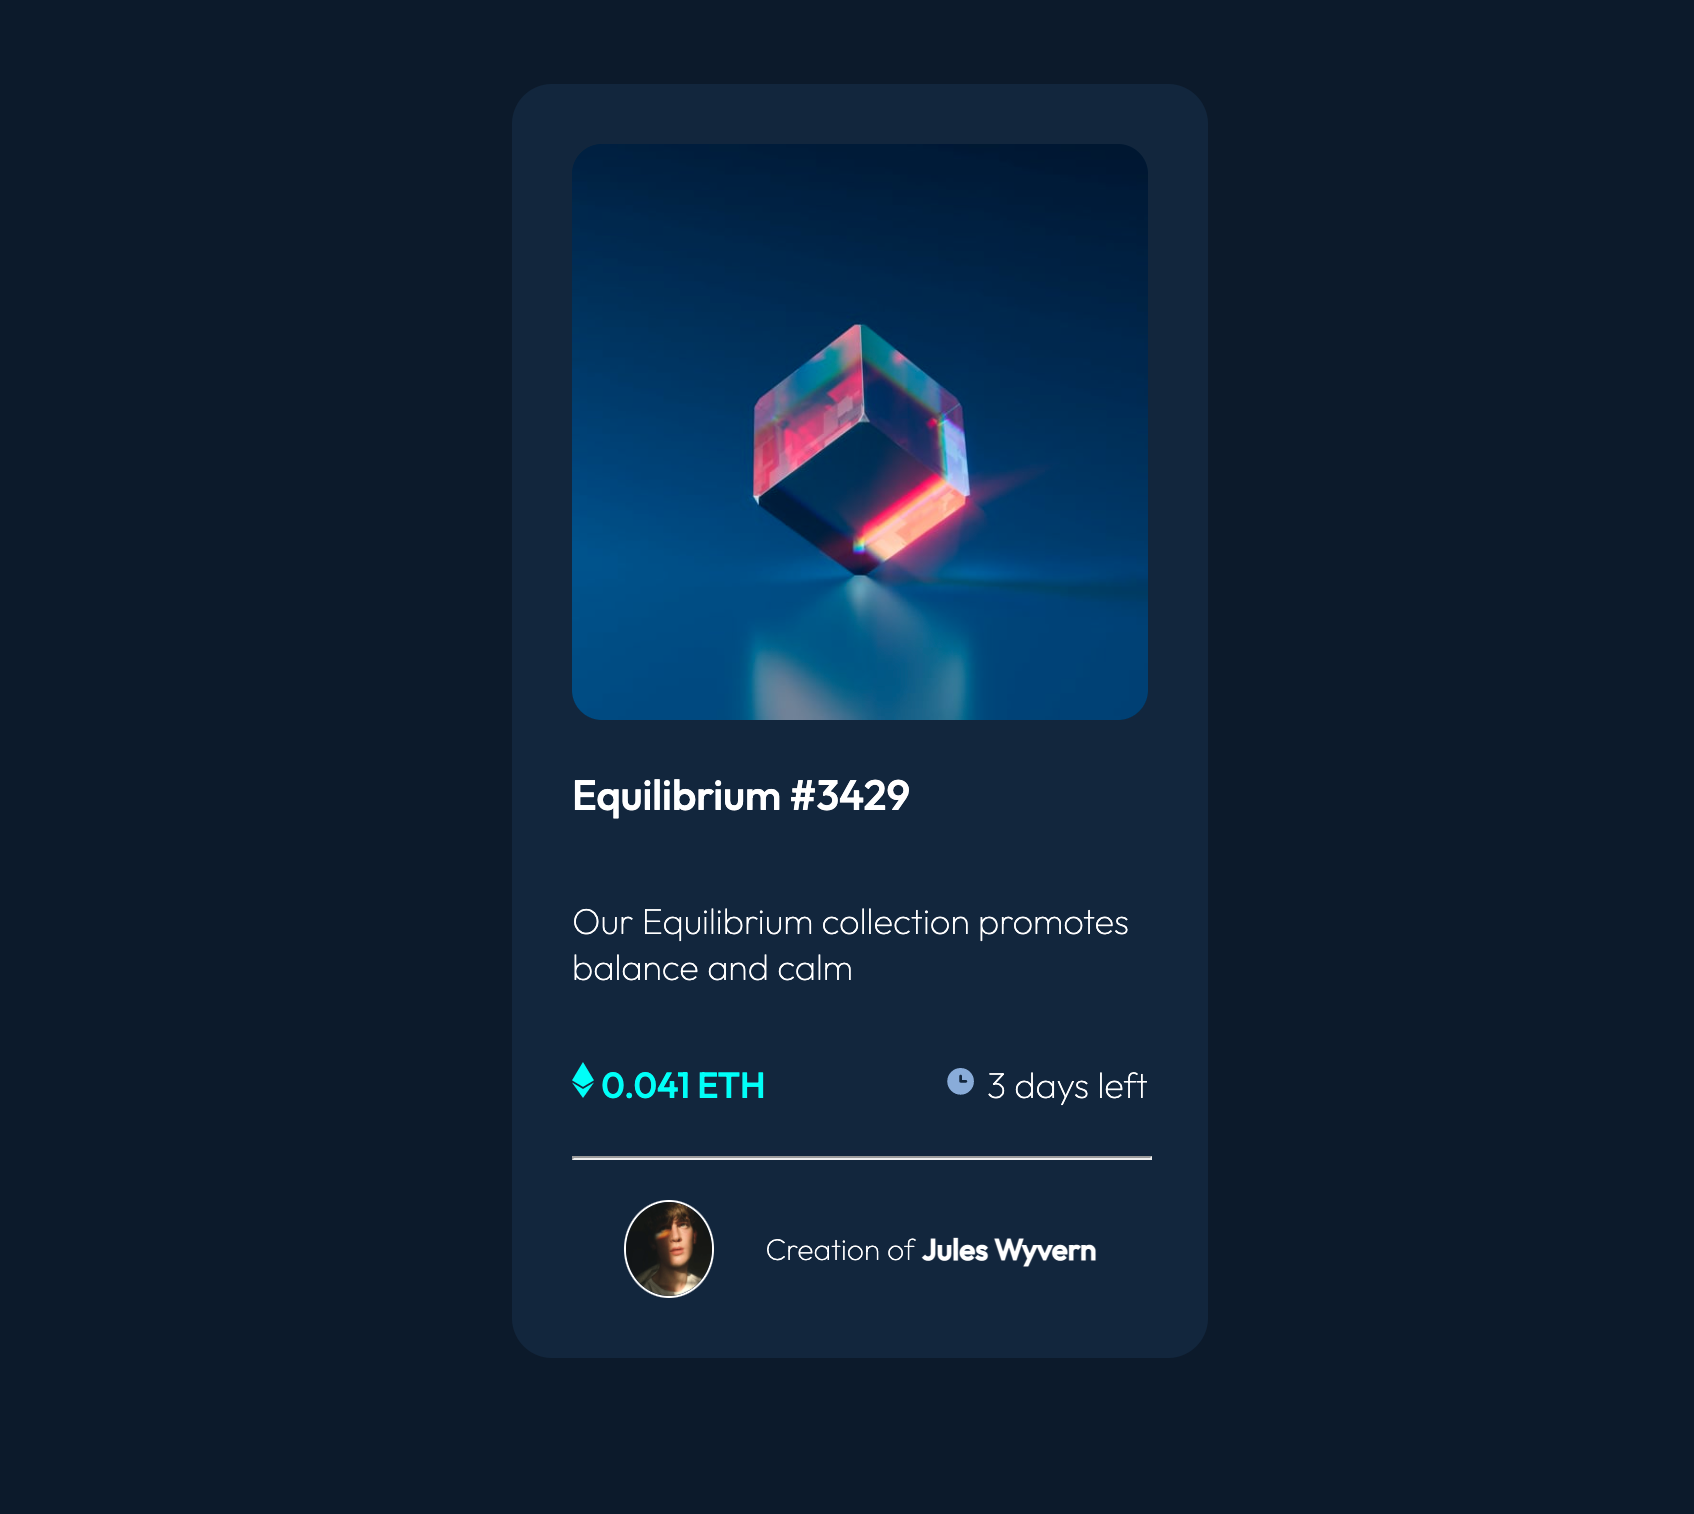 Equilibrium #3429
Our Equilibrium collection promotes
balance and calm
0.041 ETH
3 days left
Creation of Jules Wyvern